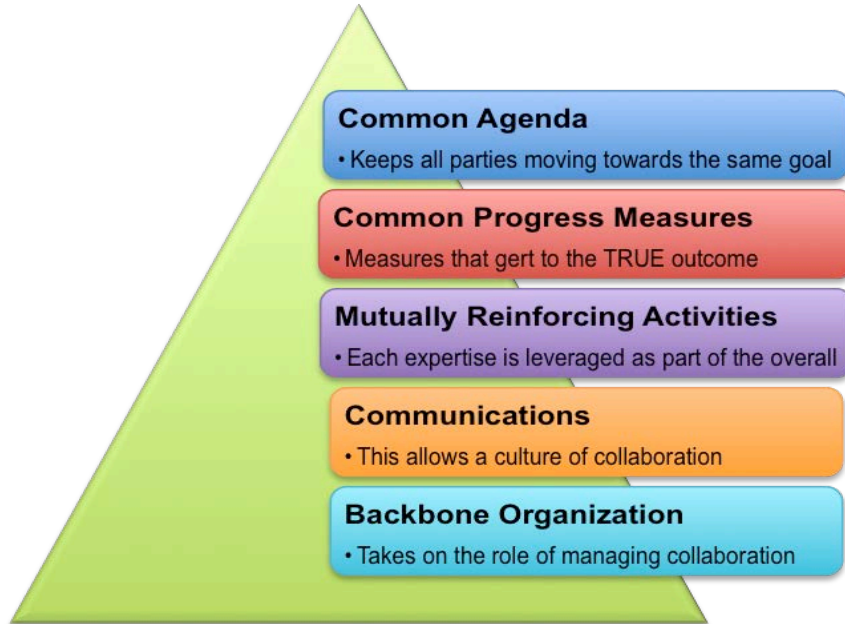 Common Agenda
• Keeps all parties moving towards the same goal
Common Progress Measures
• Measures that gert to the TRUE outcome
Mutually Reinforcing Activities
• Each expertise is leveraged as part of the overall
Communications
• This allows a culture of collaboration
Backbone Organization
• Takes on the role of managing collaboration